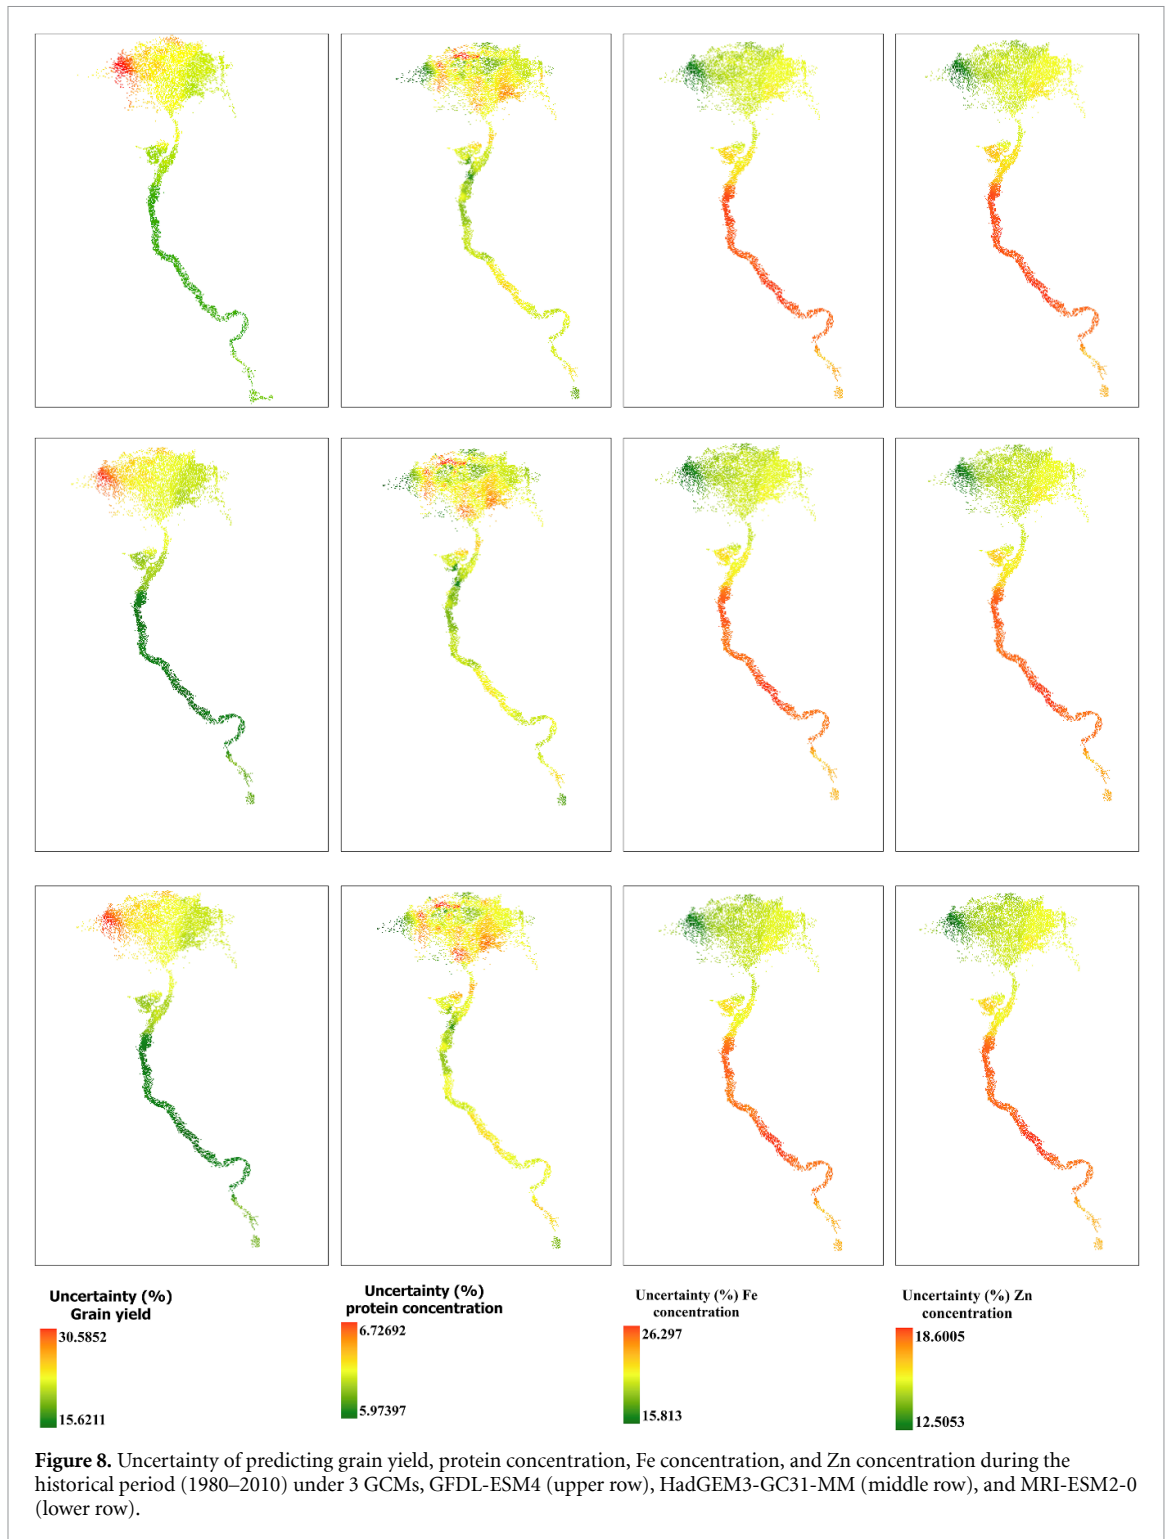 Uncertainty (%)
Grain yield
30.5852
15.6211
Uncertainty (%)
protein concentration
6.72692
5.97397
Uncertainty (%) Fe
concentration
26.297
15.813
Uncertainty (%) Zn
concentration
18.6005
12.5053
Figure 8. Uncertainty of predicting grain yield, protein concentration, Fe concentration, and Zn concentration during the
historical period (1980–2010) under 3 GCMs, GFDL-ESM4 (upper row), HadGEM3-GC31-MM (middle row), and MRI-ESM2-0
(lower row).